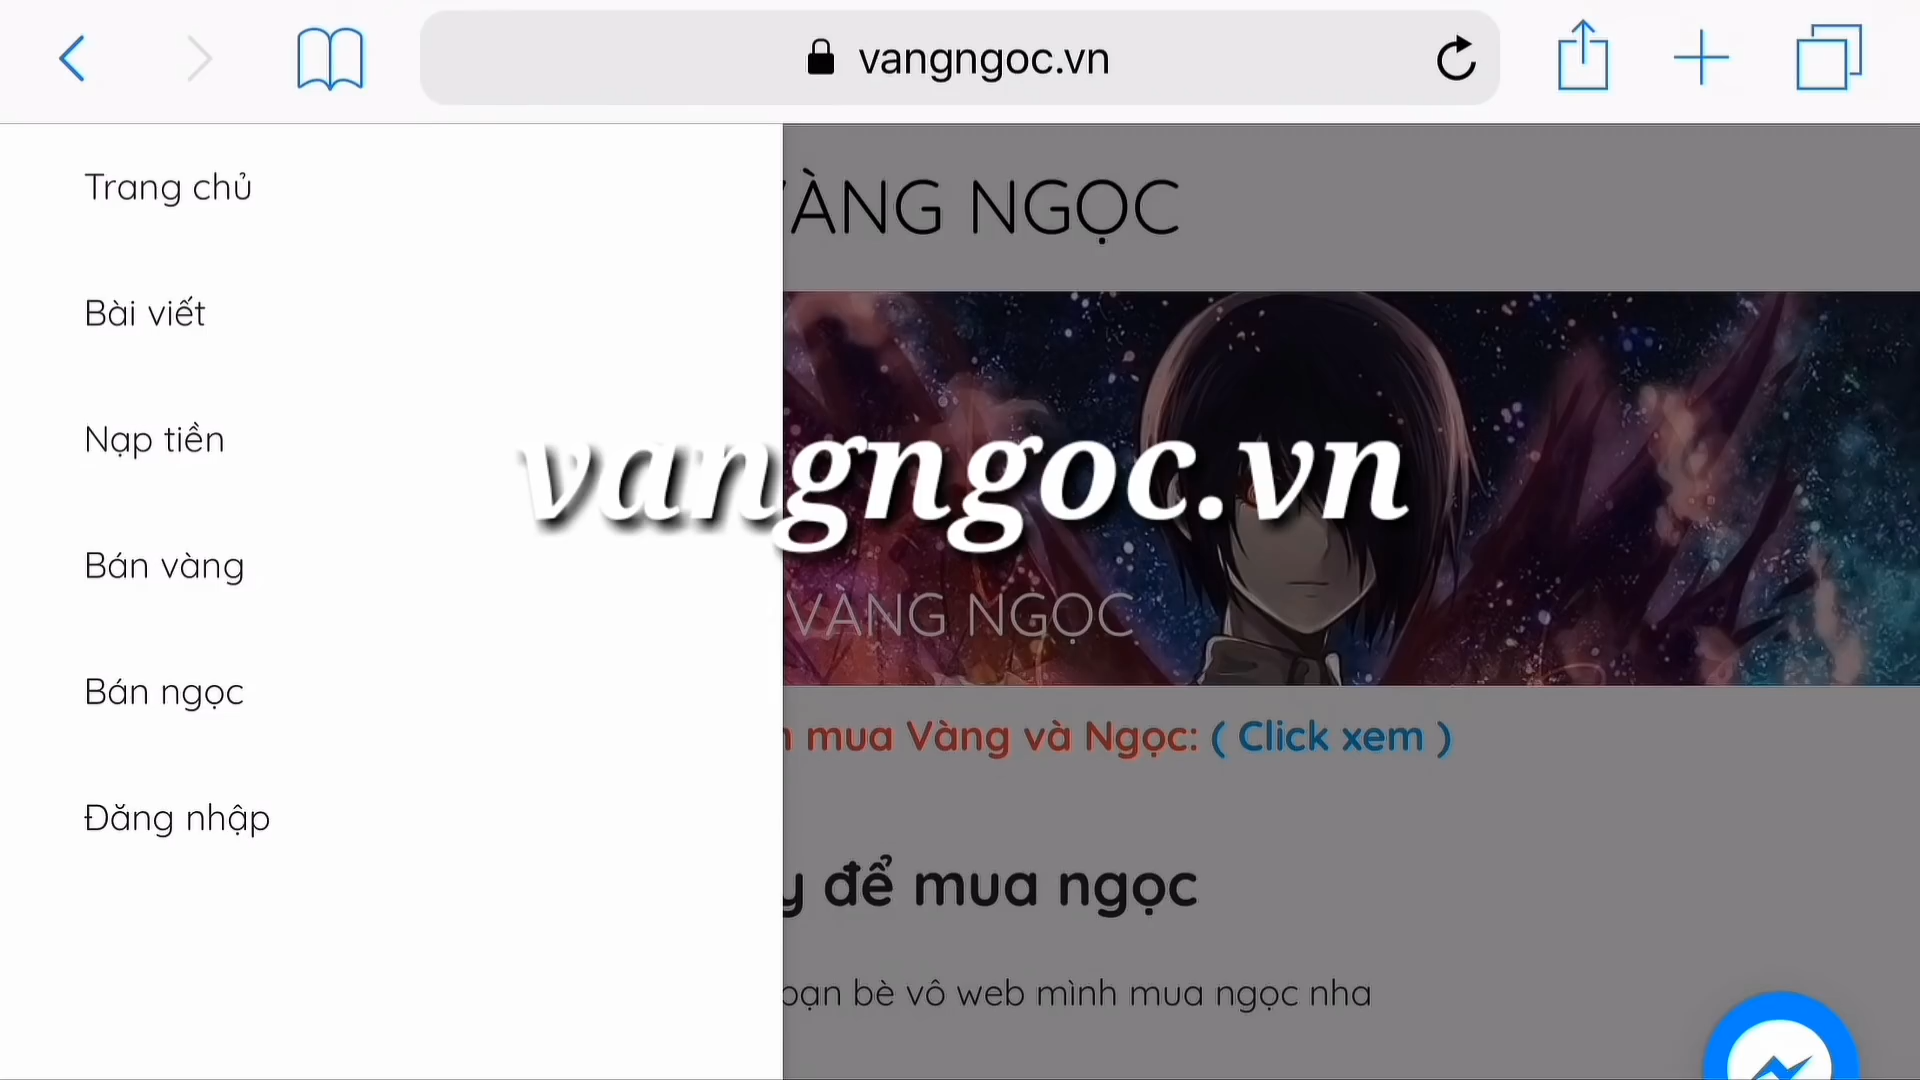 vangngoc.vn
Trang chủ
Bài viết
Nạp tiền
Bán vàng
Bán ngọc
Đăng nhập
VÀNG NGỌC
vangngoc.vn
VÀNG NGỌC
mua Vàng và Ngọc: ( Click xem )
để mua ngọc
bạn bè vô web mình mua ngọc nha